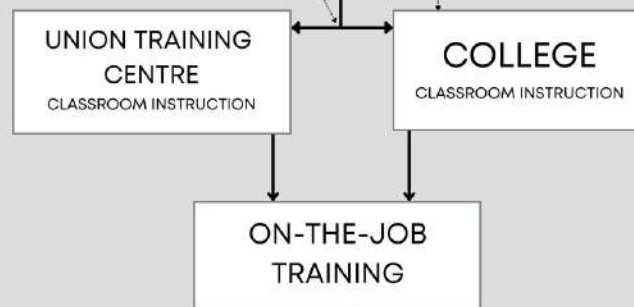 UNION TRAINING
CENTRE
CLASSROOM INSTRUCTION
COLLEGE
CLASSROOM INSTRUCTION
ON-THE-JOB
TRAINING